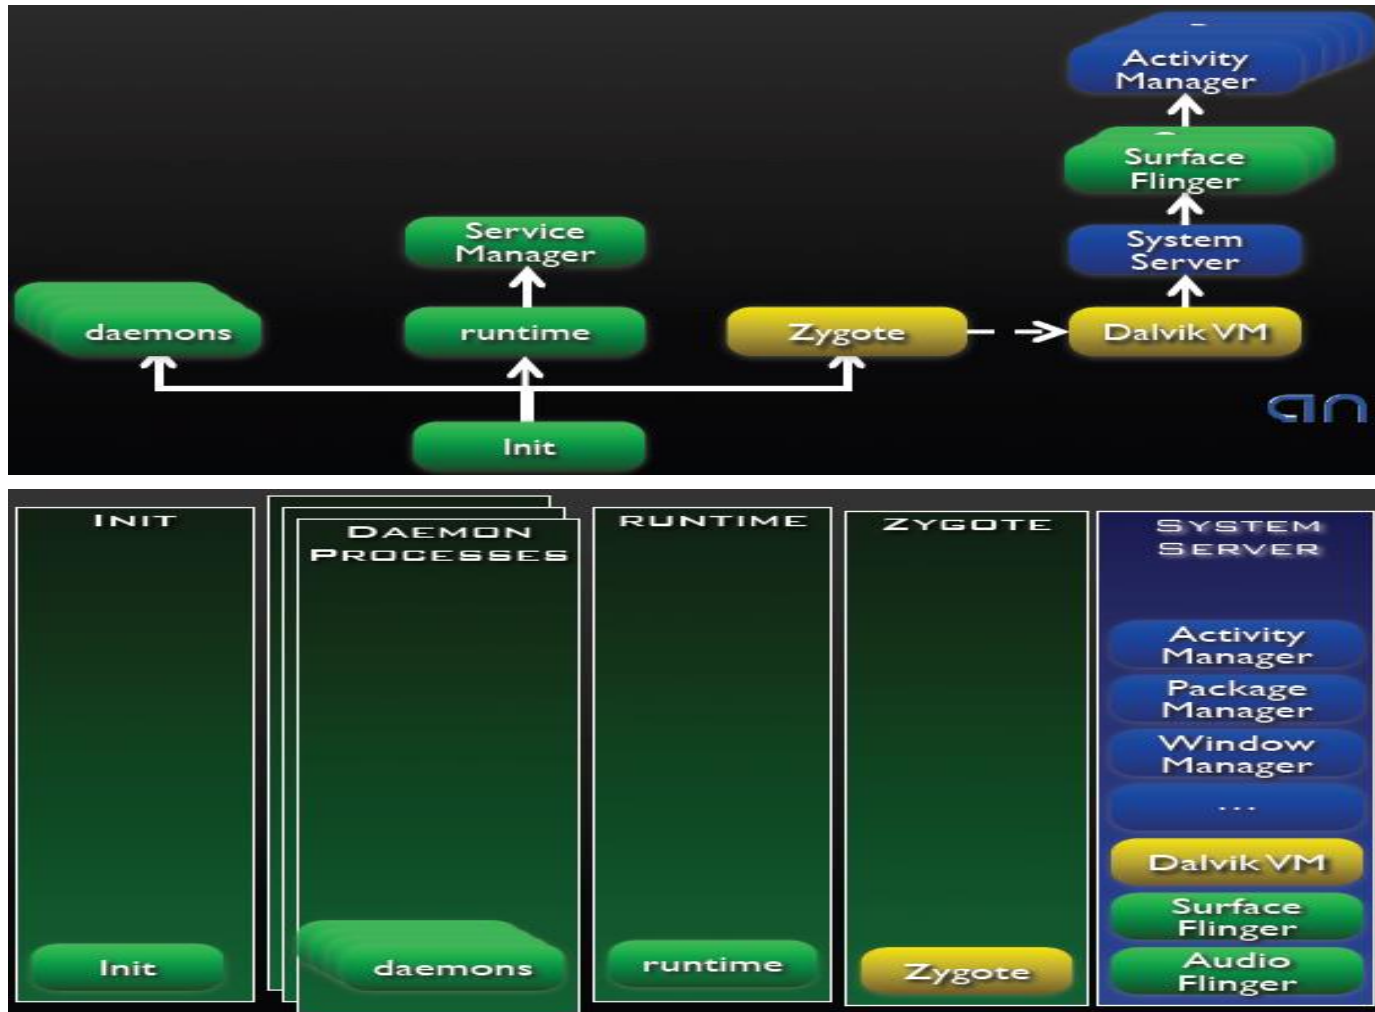 Activity
Manager
Surface
Flinger
Service
Manager
System
Server
daemons
runtime
Zygote
Dalvik VM
an
Init
INIT
DAEMON
PROCESSES
RUNTIME
ZYGOTE
SYSTEM
SERVER
Activity
Manager
Package
Manager
Window
Manager
...
Dalvik VM
Surface
Flinger
Audio
Flinger
Init
daemons
runtime
Zygote